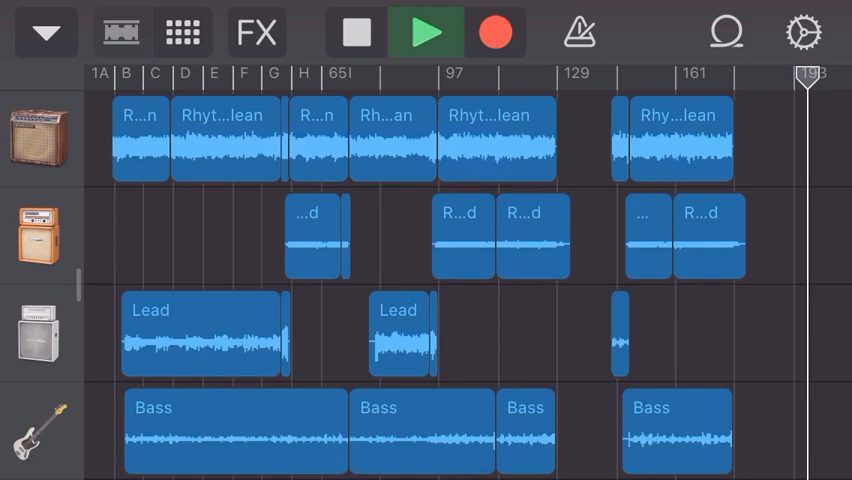 FX
1A B C D E F G H 65I 97 129 161 193
R...n Rhyt...lean R...n Rh...an Rhyt...lean Rhy...lean
...d R...d R...d ... R...d
Lead Lead
Bass Bass Bass Bass